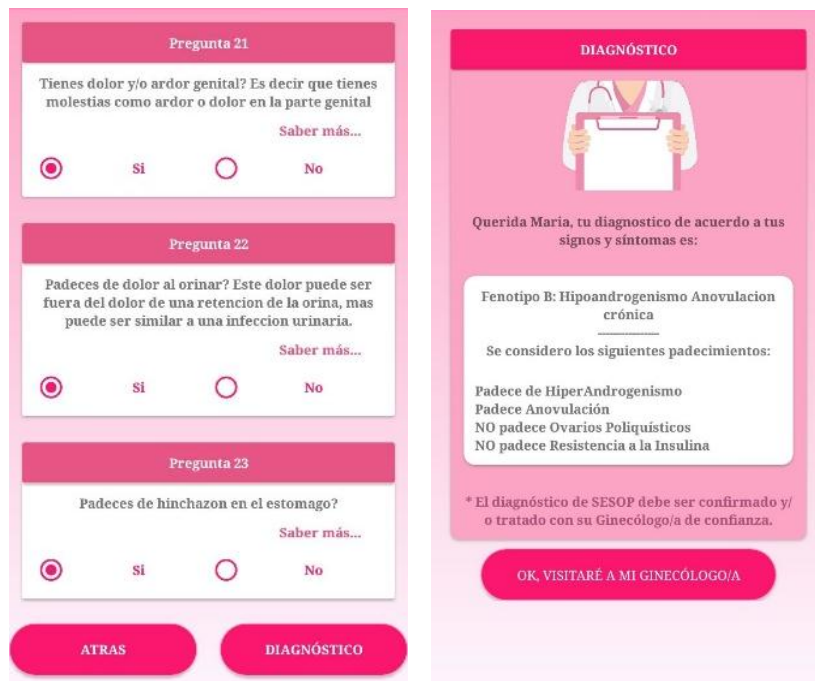 Pregunta 21
Tienes dolor y/o ardor genital? Es decir que tienes
molestias como ardor o dolor en la parte genital
Saber más...
Si
No
Pregunta 22
Padeces de dolor al orinar? Este dolor puede ser
fuera del dolor de una retencion de la orina, mas
puede ser similar a una infeccion urinaria.
Saber más...
Si
No
Pregunta 23
Padeces de hinchazon en el estomago?
Saber más...
Si
No
ATRAS
DIAGNÓSTICO
DIAGNÓSTICO
Querida Maria, tu diagnostico de acuerdo a tus
signos y síntomas es:
Fenotipo B: Hipoandrogenismo Anovulacion
crónica
----------------
Se considero los siguientes padecimientos:
Padece de HiperAndrogenismo
Padece Anovulación
NO padece Ovarios Poliquísticos
NO padece Resistencia a la Insulina
* El diagnóstico de SESOP debe ser confirmado y/
o tratado con su Ginecólogo/a de confianza.
OK, VISITARÉ A MI GINECÓLOGO/A